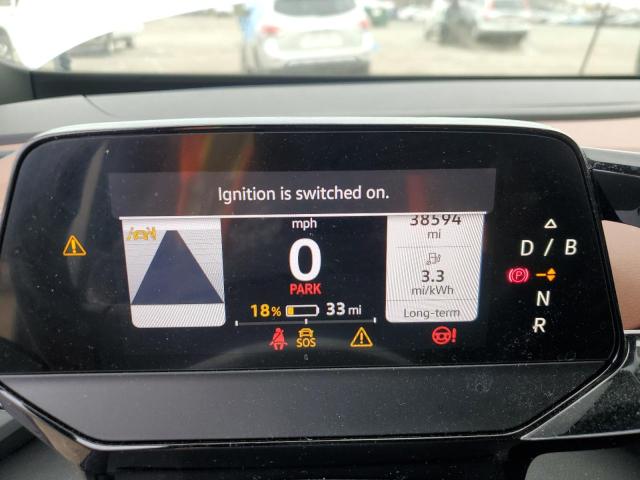 Ignition is switched on.
mph
0
PARK
18% 33 mi
SOS
38594
mi
3.3
mi/kWh
Long-term
D / B
P
N
R